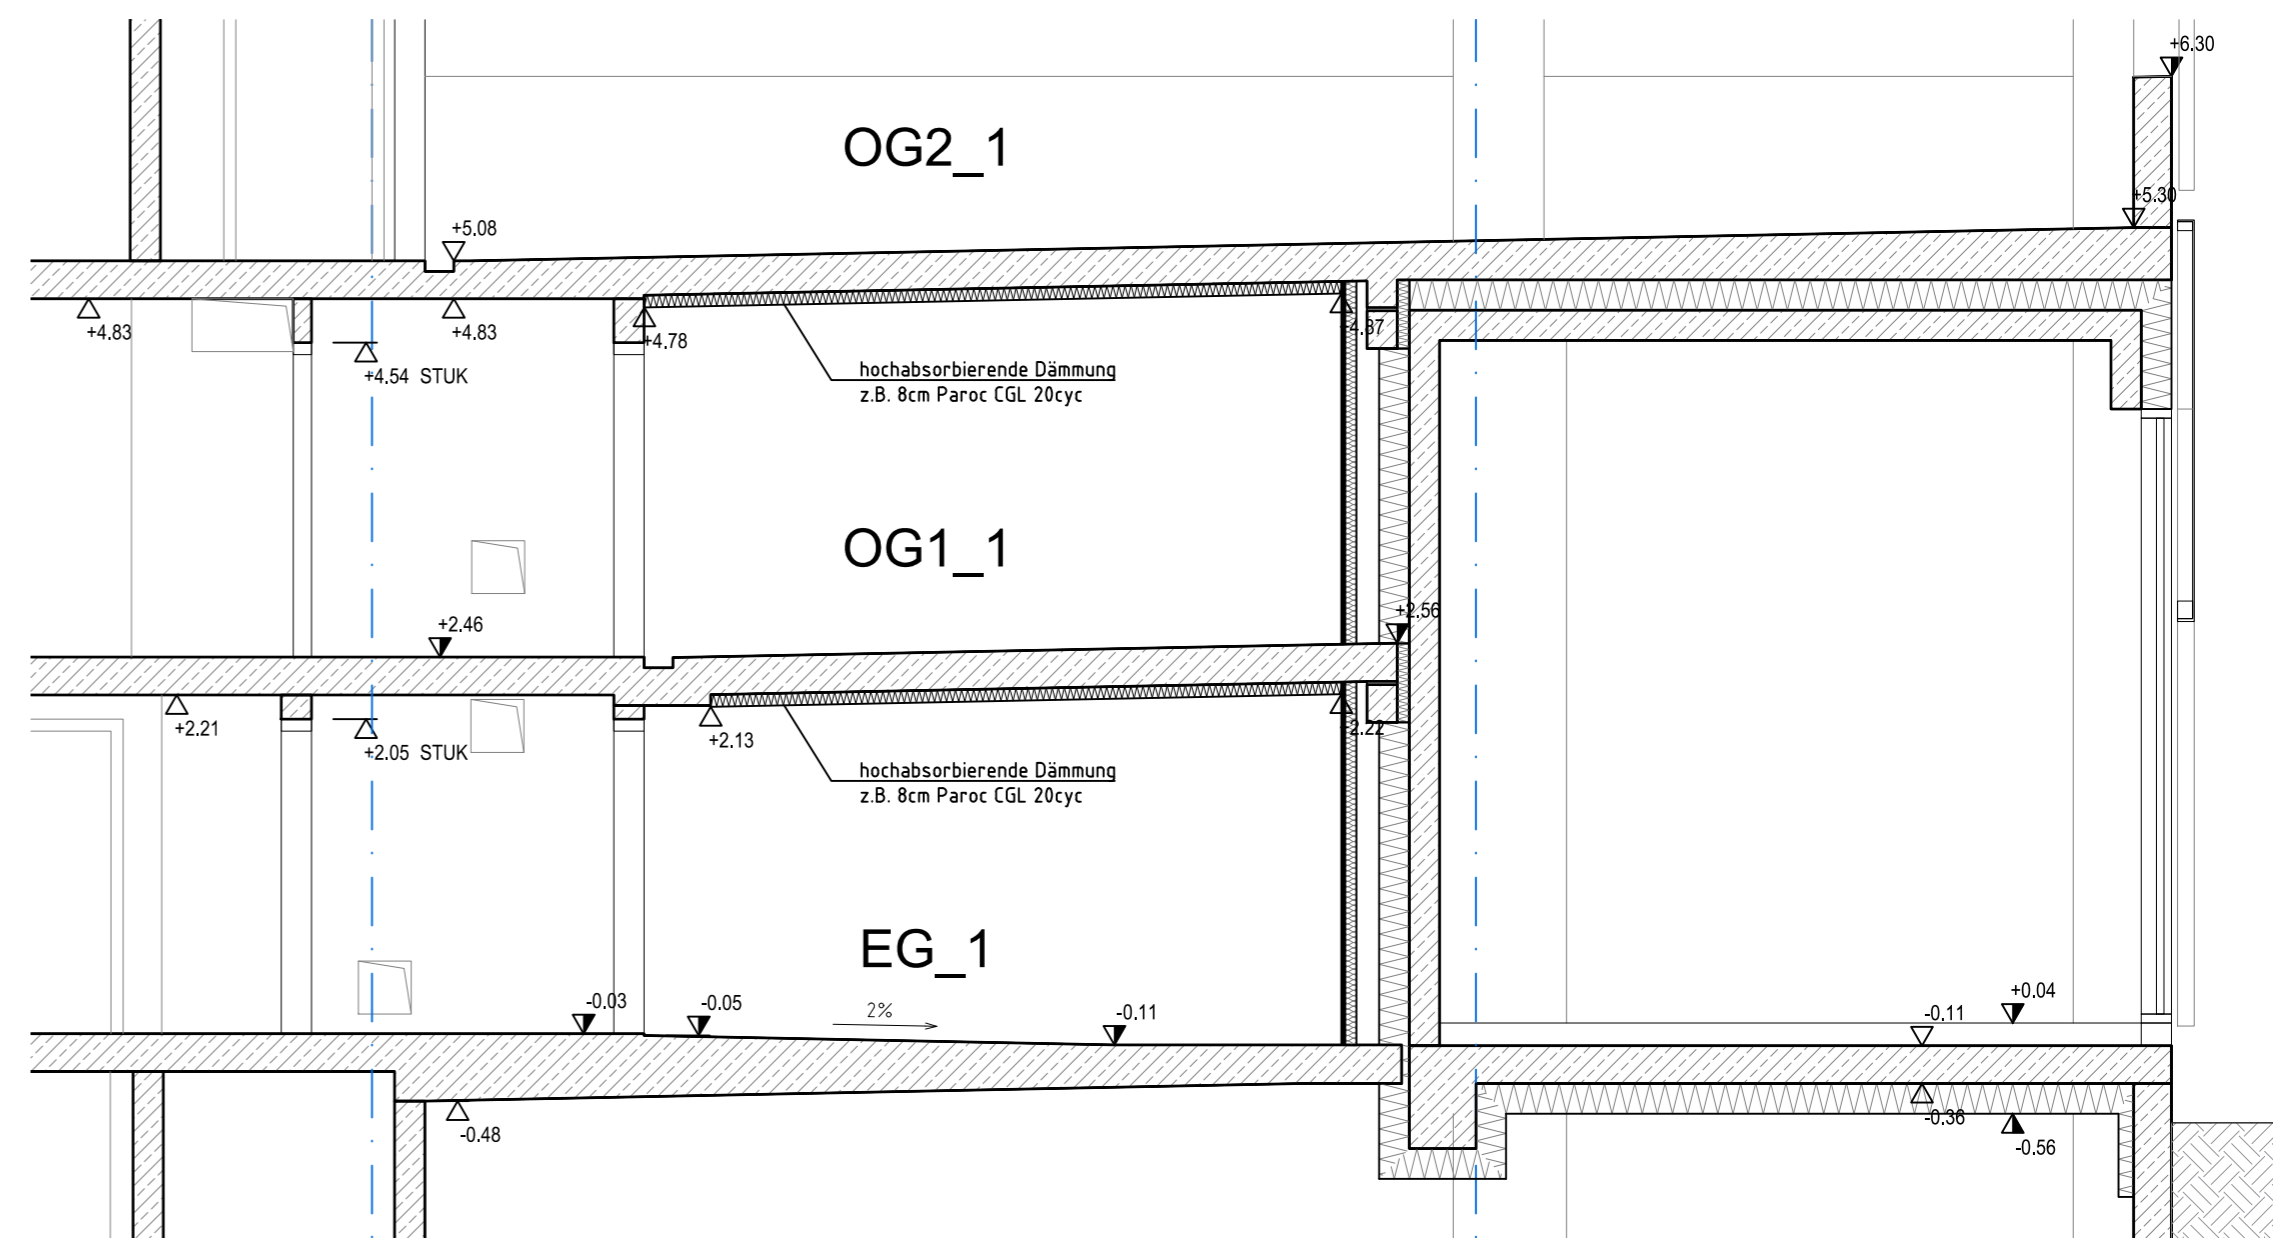 +6.30
OG2_1
+5.30
+5.08
+4.83
+4.83
+4.78
+4.87
+4.54 STUK
hochabsorbierende Dämmung
z.B. 8cm Paroc CGL 20cyc
OG1_1
+2.56
+2.46
+2.21
+2.05 STUK
+2.13
+2.22
hochabsorbierende Dämmung
z.B. 8cm Paroc CGL 20cyc
EG_1
-0.03
-0.05
2%
-0.11
-0.11
+0.04
-0.36
-0.48
-0.56